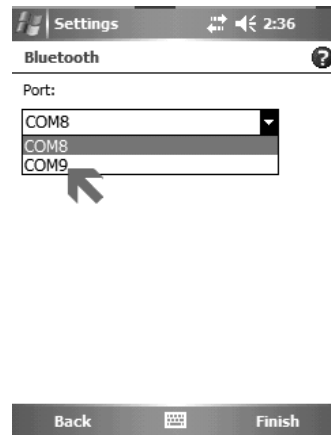 Settings 2:36
Bluetooth ?
Port:
COM8
COM8
COM9
Back Finish